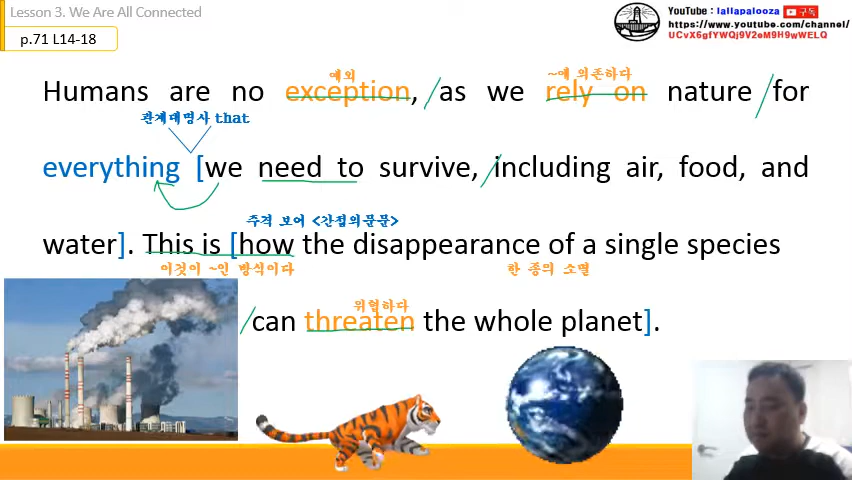 Lesson 3. We Are All Connected
p.71 L14-18
YouTube : lallapalooza 구독
https://www.youtube.com/channel/
UCvX6gfYWQj9V2eM9H9wWELQ
예외
~에 의존하다
Humans are no exception, as we rely on nature for
관계대명사 that
everything [we need to survive, including air, food, and
주격 보어 <간접의문문>
water]. This is [how the disappearance of a single species
이것이 ~인 방식이다
한 종의 소멸
위협하다
can threaten the whole planet].